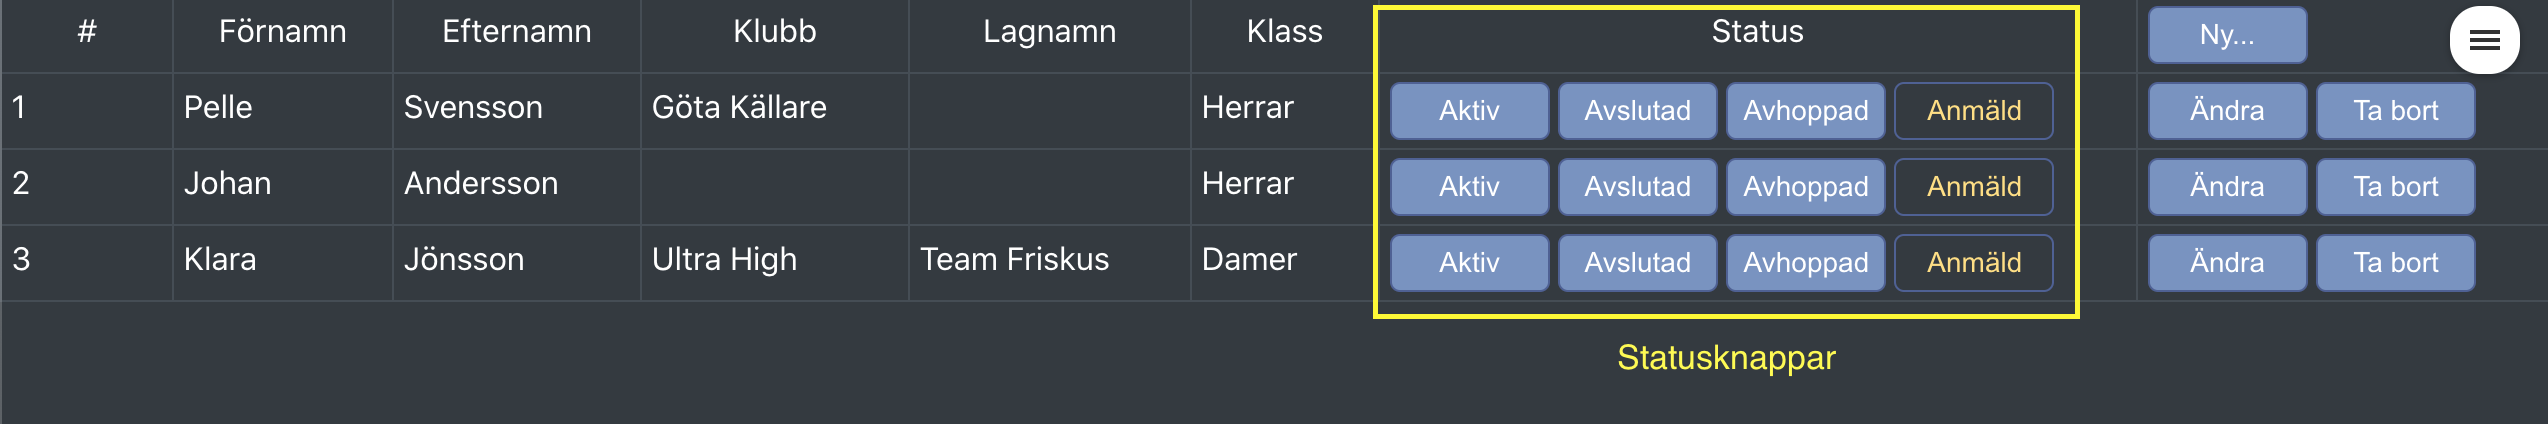 # Förnamn Efternamn Klubb Lagnamn Klass Status Ny...
1 Pelle Svensson Göta Källare Herrar Aktiv Avslutad Avhoppad Anmäld Ändra Ta bort
2 Johan Andersson Herrar Aktiv Avslutad Avhoppad Anmäld Ändra Ta bort
3 Klara Jönsson Ultra High Team Friskus Damer Aktiv Avslutad Avhoppad Anmäld Ändra Ta bort
Statusknappar